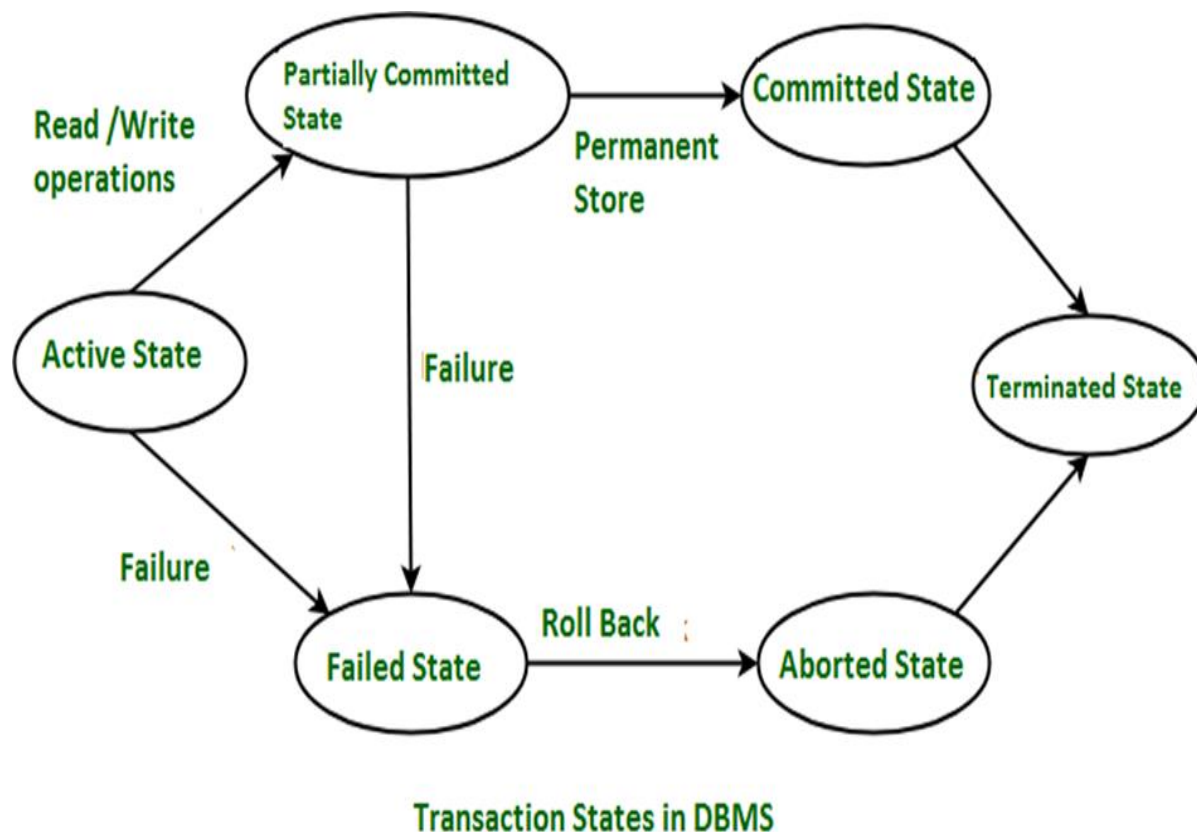 Partially Committed
State
Committed State
Read /Write
operations
Permanent
Store
Active State
Failure
Terminated State
Failure
Roll Back
Failed State
Aborted State
Transaction States in DBMS